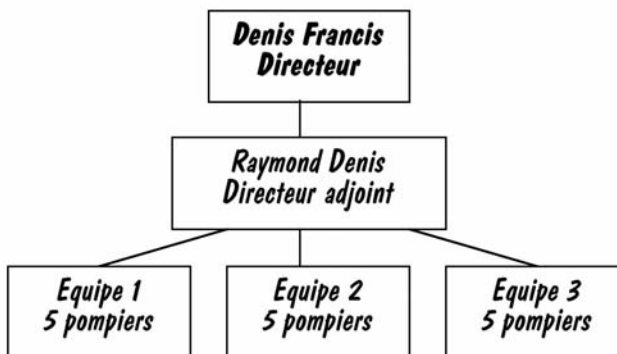 Denis Francis
Directeur
Raymond Denis
Directeur adjoint
Equipe 1
5 pompiers
Equipe 2
5 pompiers
Equipe 3
5 pompiers